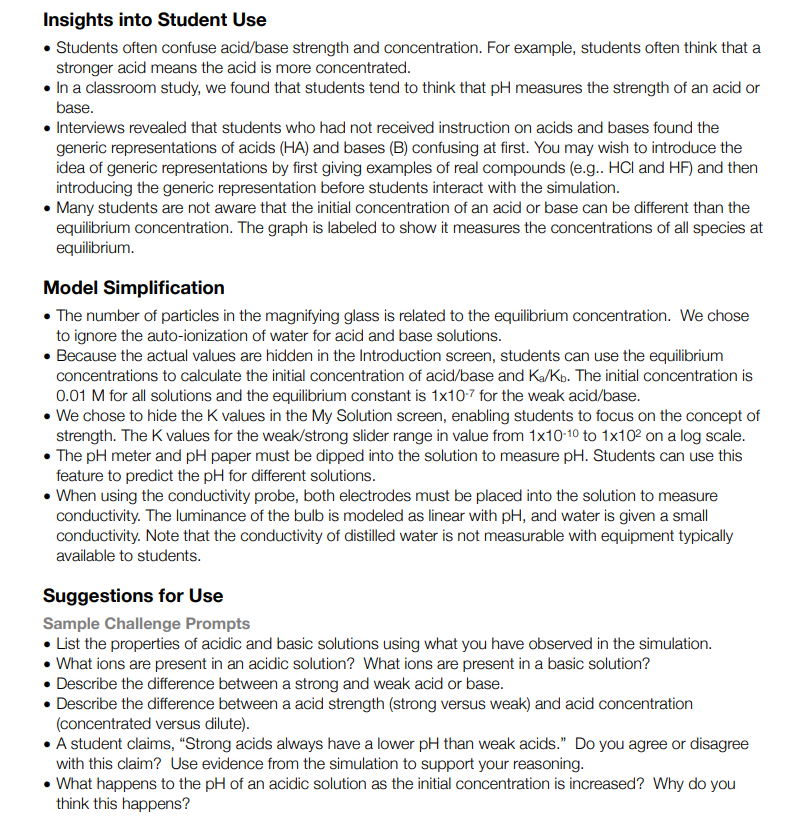 Insights into Student Use
• Students often confuse acid/base strength and concentration. For example, students often think that a
stronger acid means the acid is more concentrated.
• In a classroom study, we found that students tend to think that pH measures the strength of an acid or
base.
• Interviews revealed that students who had not received instruction on acids and bases found the
generic representations of acids (HA) and bases (B) confusing at first. You may wish to introduce the
idea of generic representations by first giving examples of real compounds (e.g.. HCl and HF) and then
introducing the generic representation before students interact with the simulation.
• Many students are not aware that the initial concentration of an acid or base can be different than the
equilibrium concentration. The graph is labeled to show it measures the concentrations of all species at
equilibrium.
Model Simplification
• The number of particles in the magnifying glass is related to the equilibrium concentration.  We chose
to ignore the auto-ionization of water for acid and base solutions.
• Because the actual values are hidden in the Introduction screen, students can use the equilibrium
concentrations to calculate the initial concentration of acid/base and Kₐ/K_b. The initial concentration is
0.01 M for all solutions and the equilibrium constant is 1x10⁻⁷ for the weak acid/base.
• We chose to hide the K values in the My Solution screen, enabling students to focus on the concept of
strength. The K values for the weak/strong slider range in value from 1x10⁻¹⁰ to 1x10² on a log scale.
• The pH meter and pH paper must be dipped into the solution to measure pH. Students can use this
feature to predict the pH for different solutions.
• When using the conductivity probe, both electrodes must be placed into the solution to measure
conductivity. The luminance of the bulb is modeled as linear with pH, and water is given a small
conductivity. Note that the conductivity of distilled water is not measurable with equipment typically
available to students.
Suggestions for Use
Sample Challenge Prompts
• List the properties of acidic and basic solutions using what you have observed in the simulation.
• What ions are present in an acidic solution?  What ions are present in a basic solution?
• Describe the difference between a strong and weak acid or base.
• Describe the difference between a acid strength (strong versus weak) and acid concentration
(concentrated versus dilute).
• A student claims, “Strong acids always have a lower pH than weak acids.”  Do you agree or disagree
with this claim?  Use evidence from the simulation to support your reasoning.
• What happens to the pH of an acidic solution as the initial concentration is increased?  Why do you
think this happens?